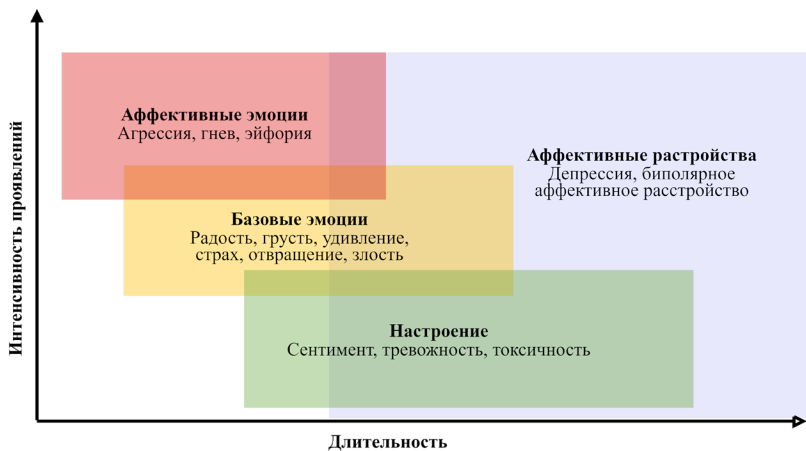 Интенсивность проявлений
Аффективные эмоции
Агрессия, гнев, эйфория
Аффективные растройства
Депрессия, биполярное
аффективное расстройство
Базовые эмоции
Радость, грусть, удивление,
страх, отвращение, злость
Настроение
Сентимент, тревожность, токсичность
Длительность